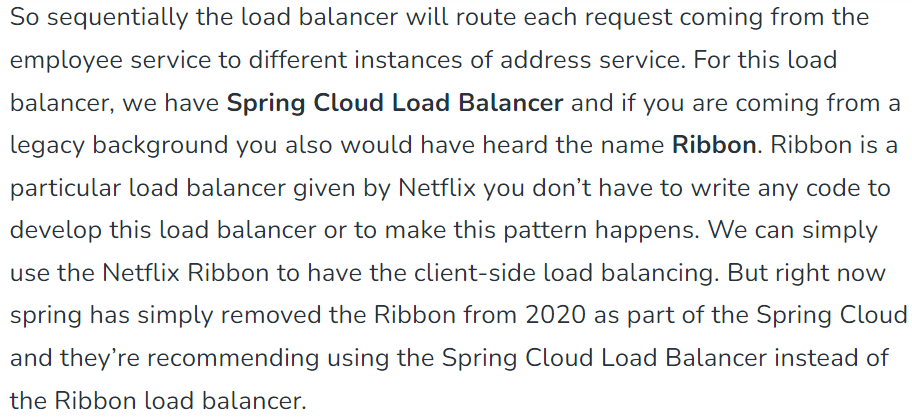 So sequentially the load balancer will route each request coming from the
employee service to different instances of address service. For this load
balancer, we have Spring Cloud Load Balancer and if you are coming from a
legacy background you also would have heard the name Ribbon. Ribbon is a
particular load balancer given by Netflix you don’t have to write any code to
develop this load balancer or to make this pattern happens. We can simply
use the Netflix Ribbon to have the client-side load balancing. But right now
spring has simply removed the Ribbon from 2020 as part of the Spring Cloud
and they’re recommending using the Spring Cloud Load Balancer instead of
the Ribbon load balancer.